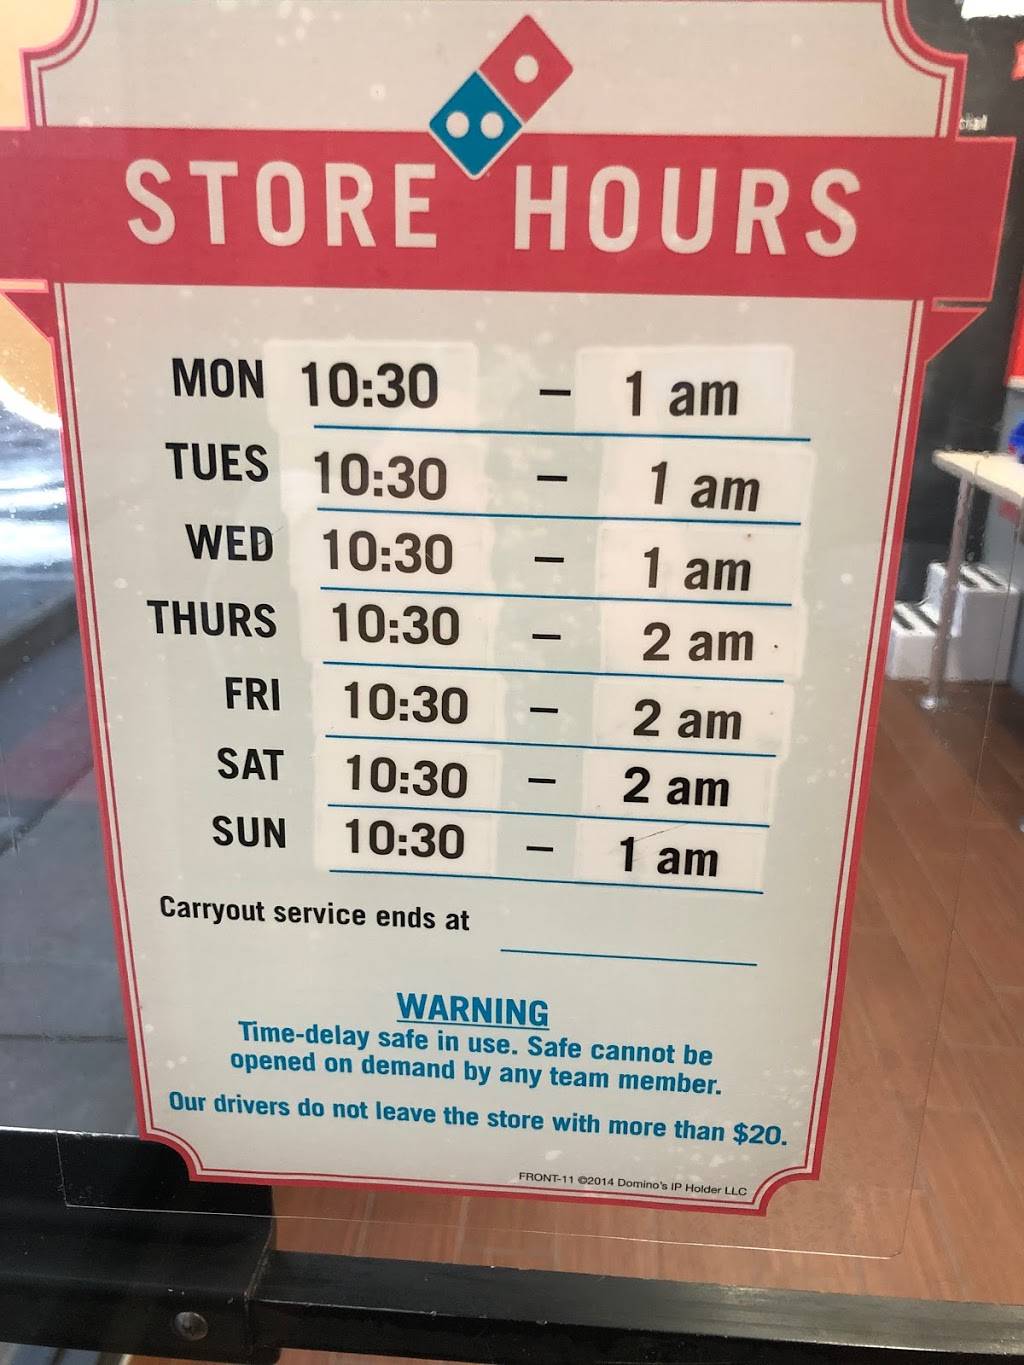 STORE HOURS
MON 10:30 – 1 am
TUES 10:30 – 1 am
WED 10:30 – 1 am
THURS 10:30 – 2 am
FRI 10:30 – 2 am
SAT 10:30 – 2 am
SUN 10:30 – 1 am
Carryout service ends at
WARNING
Time-delay safe in use. Safe cannot be
opened on demand by any team member.
Our drivers do not leave the store with more than $20.
FRONT-11 ©2014 Domino's IP Holder LLC